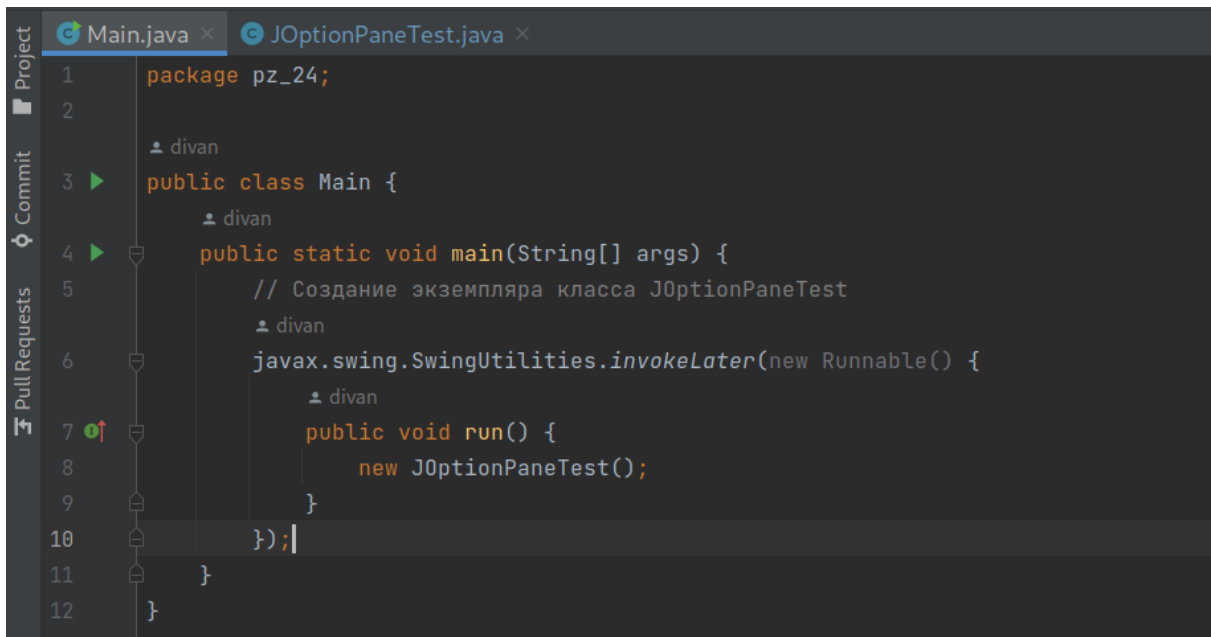 Main.java × JOptionPaneTest.java ×
Project
Commit
Pull Requests
1 package pz_24;
2
divan
3 public class Main {
divan
4 public static void main(String[] args) {
5 // Создание экземпляра класса JOptionPaneTest
divan
6 javax.swing.SwingUtilities.invokeLater(new Runnable() {
divan
7 public void run() {
8 new JOptionPaneTest();
9 }
10 });
11 }
12 }